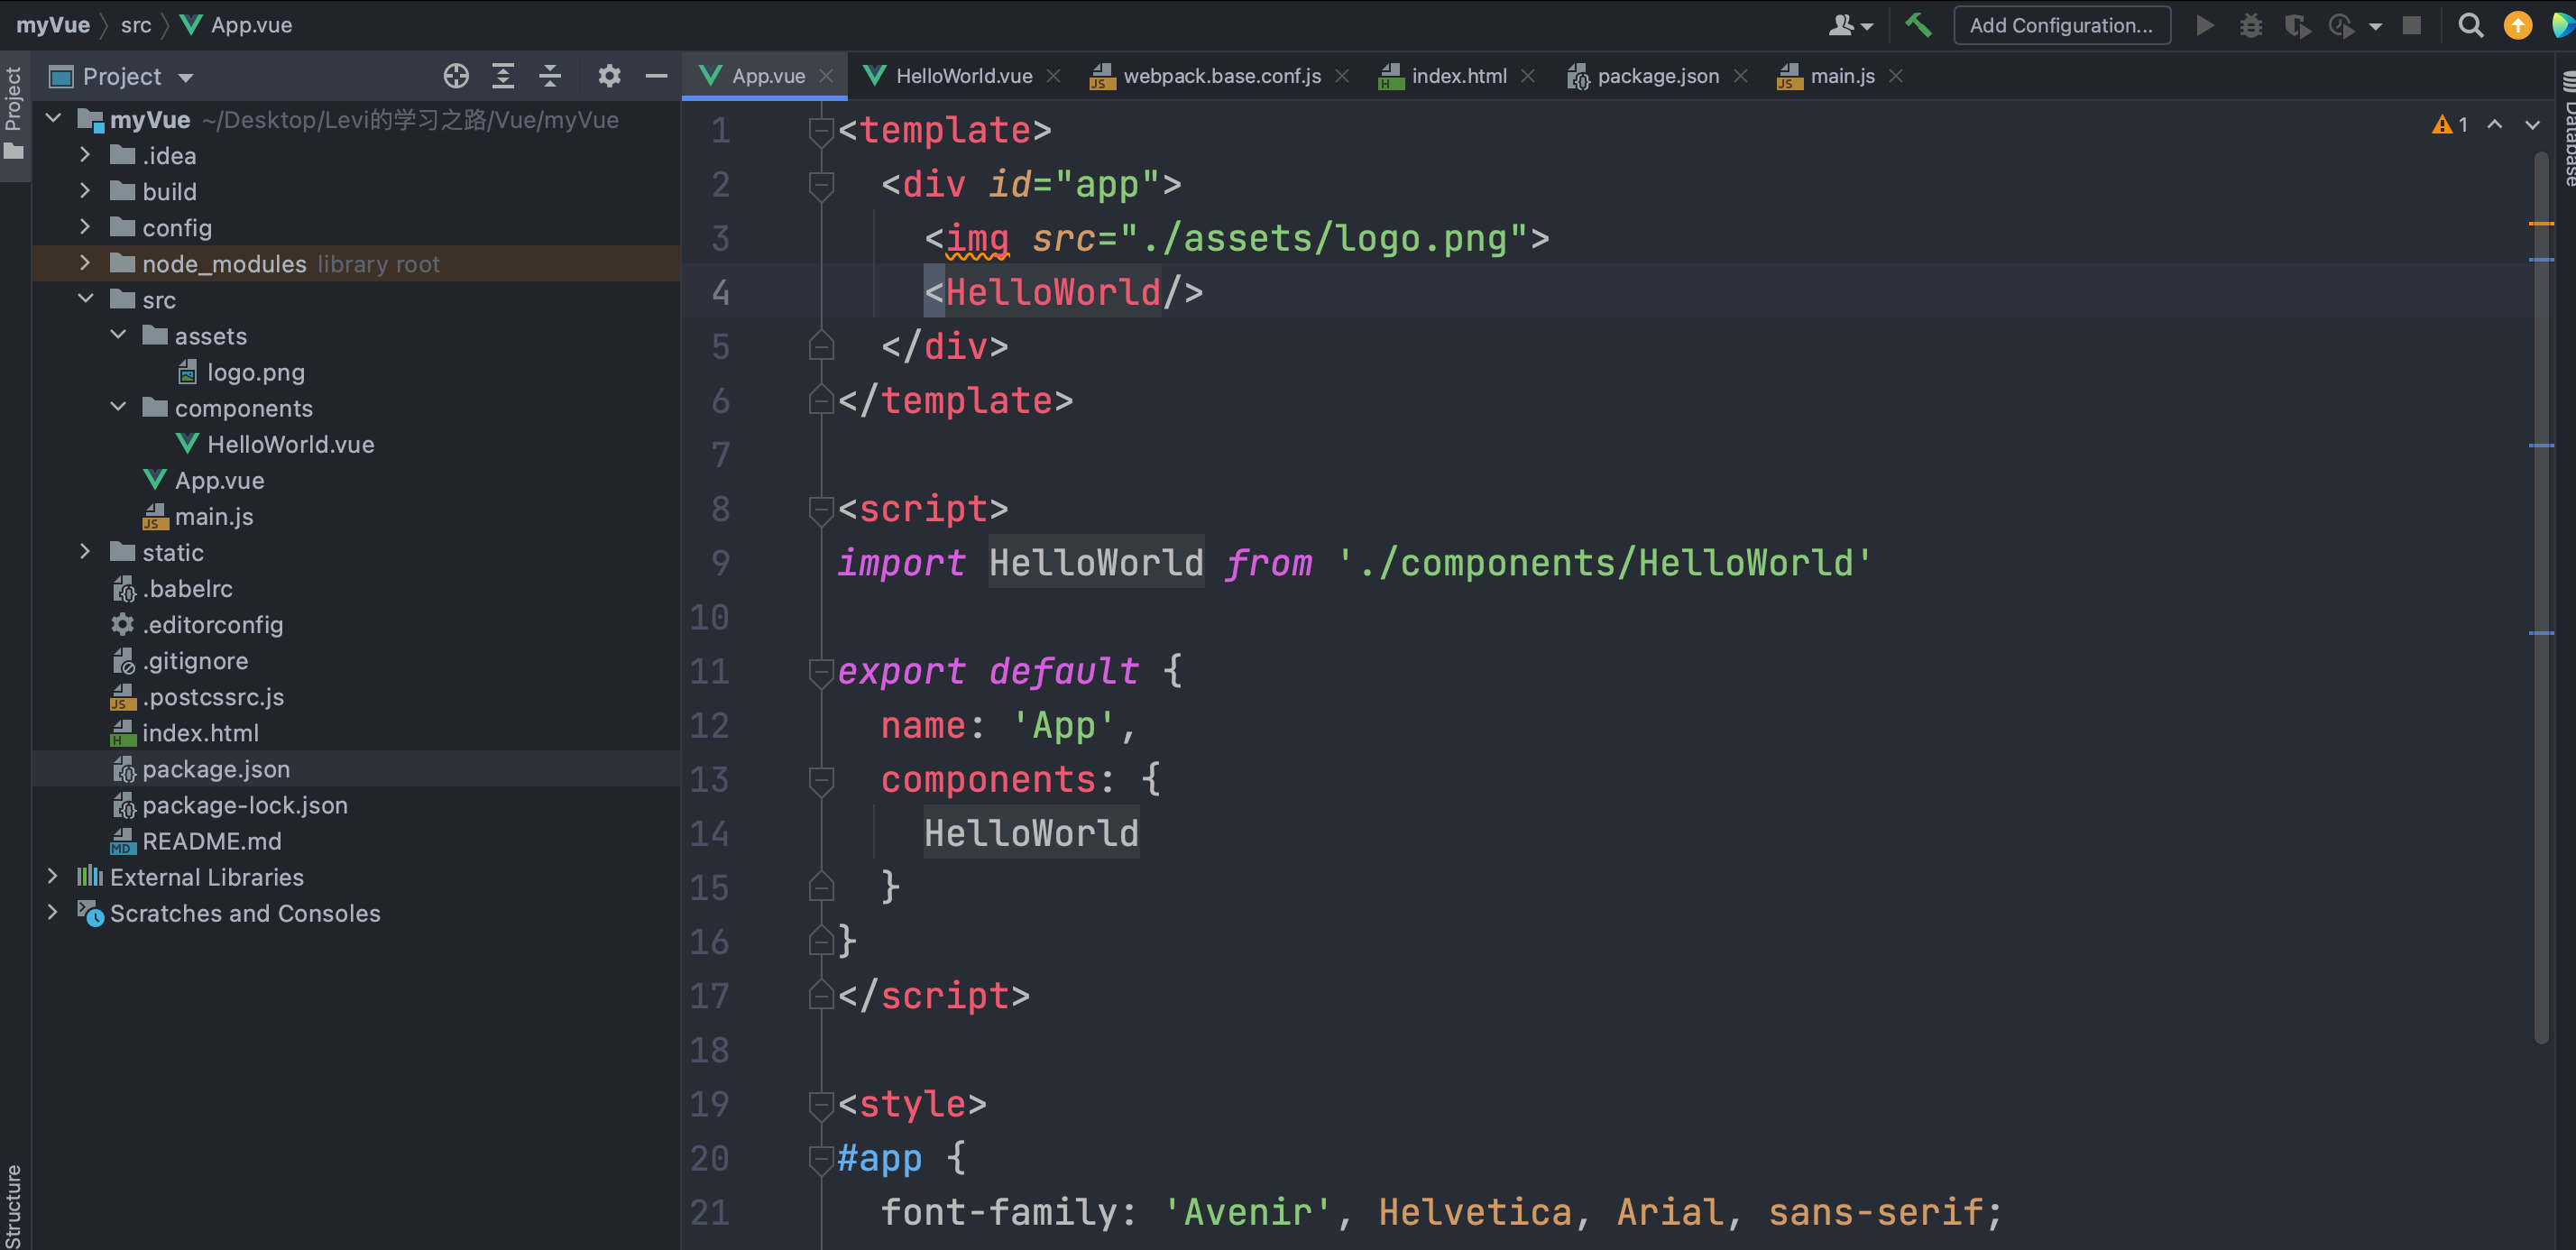 myVue src App.vue
Add Configuration...
Project
Project
App.vue HelloWorld.vue webpack.base.conf.js index.html package.json main.js
Database
myVue ~/Desktop/Levi的学习之路/Vue/myVue
.idea
build
config
node_modules library root
src
assets
logo.png
components
HelloWorld.vue
App.vue
JS main.js
static
.babelrc
.editorconfig
.gitignore
JS .postcssrc.js
H index.html
package.json
package-lock.json
MD README.md
External Libraries
Scratches and Consoles
Structure
1
1 <template>
2 <div id="app">
3 <img src="./assets/logo.png">
4 <HelloWorld/>
5 </div>
6 </template>
7
8 <script>
9 import HelloWorld from './components/HelloWorld'
10
11 export default {
12 name: 'App',
13 components: {
14 HelloWorld
15 }
16 }
17 </script>
18
19 <style>
20 #app {
21 font-family: 'Avenir', Helvetica, Arial, sans-serif;